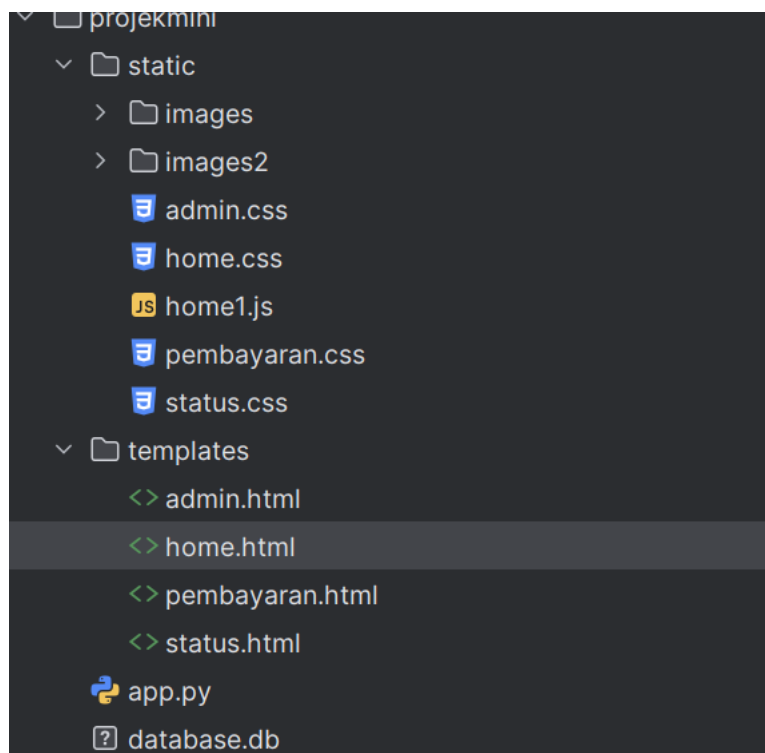 projekmini
static
images
images2
admin.css
home.css
JS home1.js
pembayaran.css
status.css
templates
<> admin.html
<> home.html
<> pembayaran.html
<> status.html
app.py
? database.db